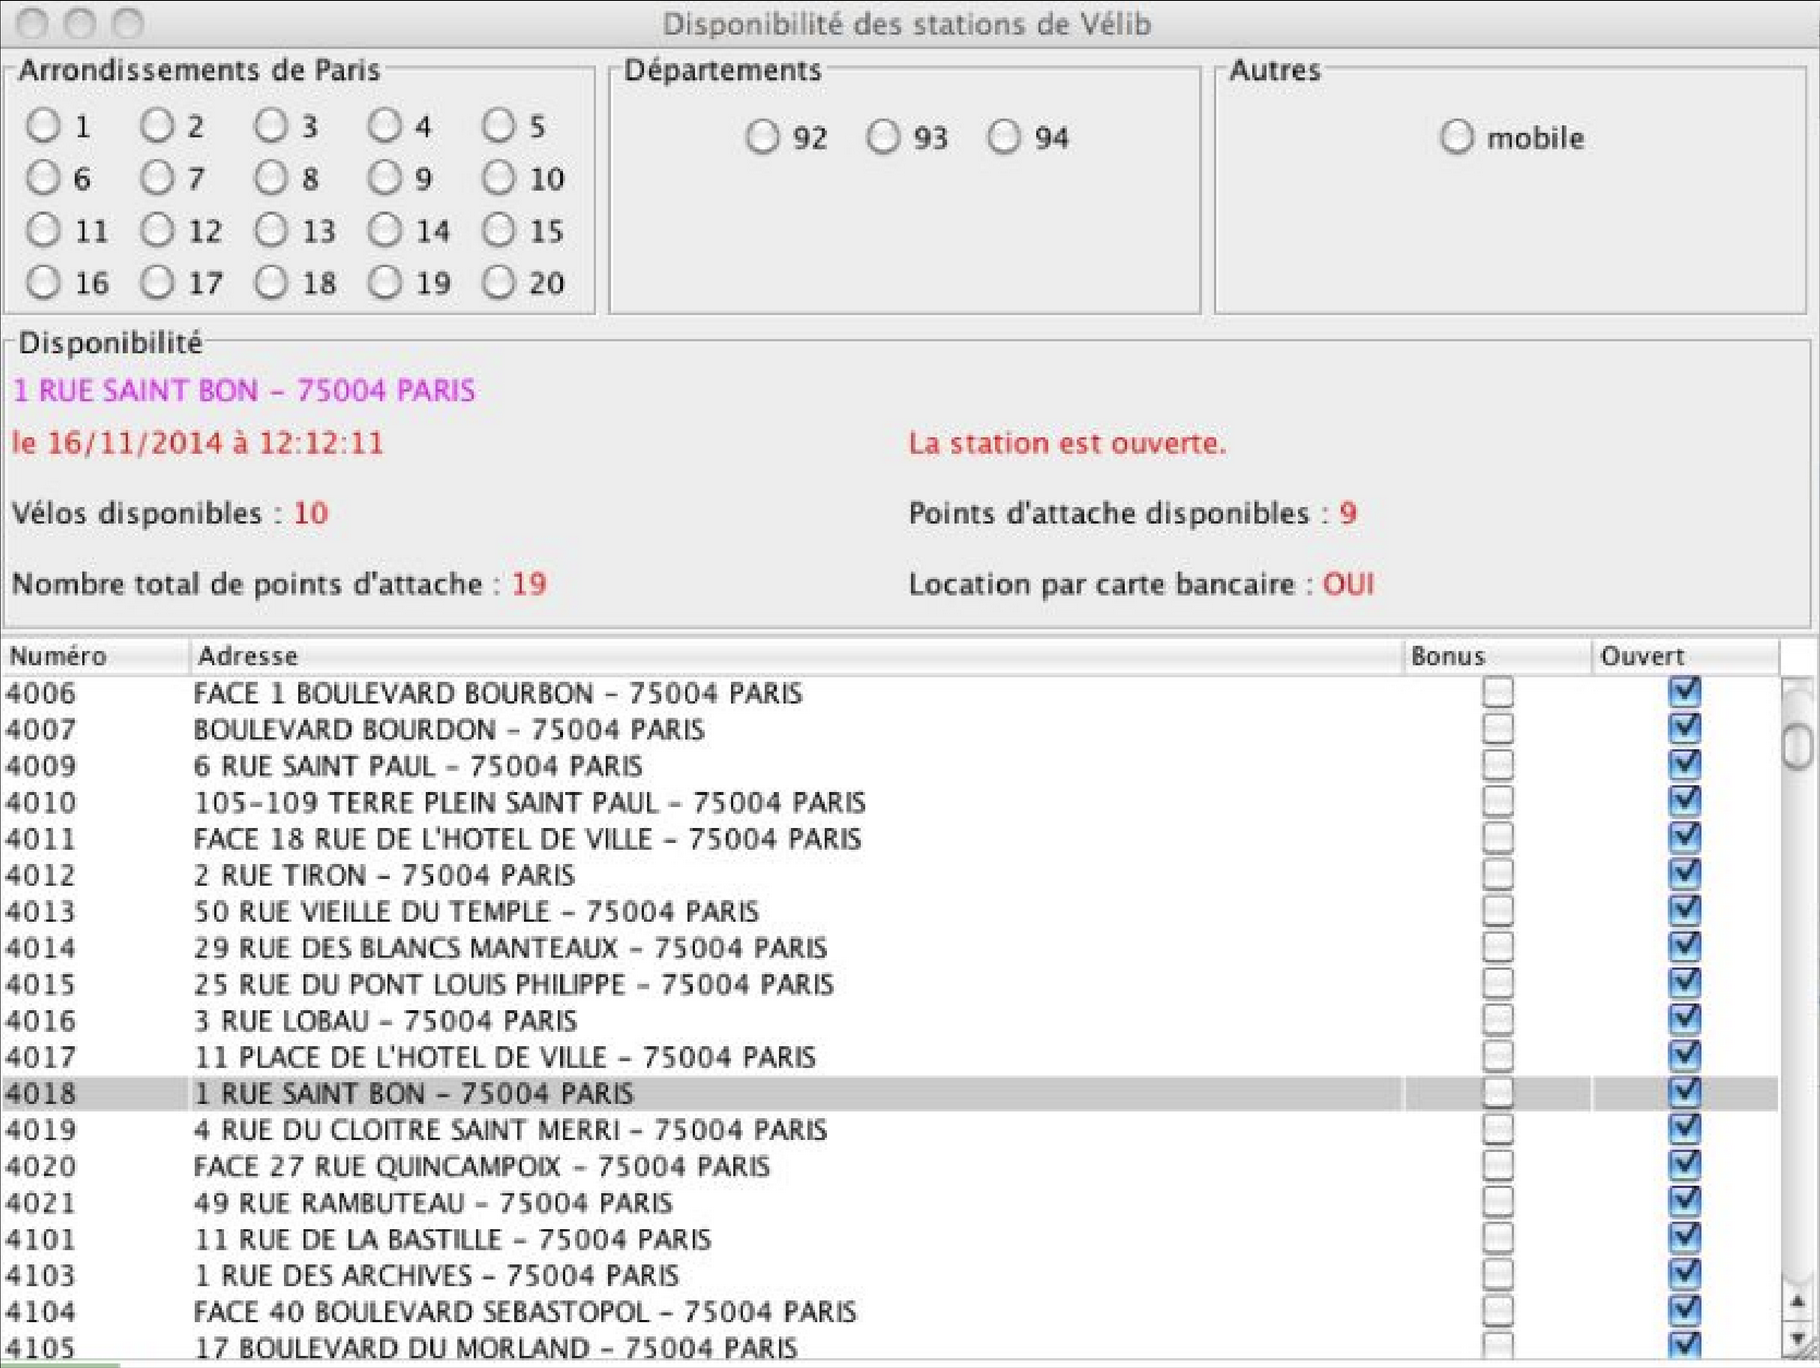 Disponibilité des stations de Vélib
Arrondissements de Paris
1 2 3 4 5
6 7 8 9 10
11 12 13 14 15
16 17 18 19 20
Départements
92 93 94
Autres
mobile
Disponibilité
1 RUE SAINT BON – 75004 PARIS
le 16/11/2014 à 12:12:11
La station est ouverte.
Vélos disponibles : 10
Points d'attache disponibles : 9
Nombre total de points d'attache : 19
Location par carte bancaire : OUI
Numéro Adresse Bonus Ouvert
4006 FACE 1 BOULEVARD BOURBON – 75004 PARIS
4007 BOULEVARD BOURDON – 75004 PARIS
4009 6 RUE SAINT PAUL – 75004 PARIS
4010 105–109 TERRE PLEIN SAINT PAUL – 75004 PARIS
4011 FACE 18 RUE DE L'HOTEL DE VILLE – 75004 PARIS
4012 2 RUE TIRON – 75004 PARIS
4013 50 RUE VIEILLE DU TEMPLE – 75004 PARIS
4014 29 RUE DES BLANCS MANTEAUX – 75004 PARIS
4015 25 RUE DU PONT LOUIS PHILIPPE – 75004 PARIS
4016 3 RUE LOBAU – 75004 PARIS
4017 11 PLACE DE L'HOTEL DE VILLE – 75004 PARIS
4018 1 RUE SAINT BON – 75004 PARIS
4019 4 RUE DU CLOITRE SAINT MERRI – 75004 PARIS
4020 FACE 27 RUE QUINCAMPOIX – 75004 PARIS
4021 49 RUE RAMBUTEAU – 75004 PARIS
4101 11 RUE DE LA BASTILLE – 75004 PARIS
4103 1 RUE DES ARCHIVES – 75004 PARIS
4104 FACE 40 BOULEVARD SEBASTOPOL – 75004 PARIS
4105 17 BOULEVARD DU MORLAND – 75004 PARIS